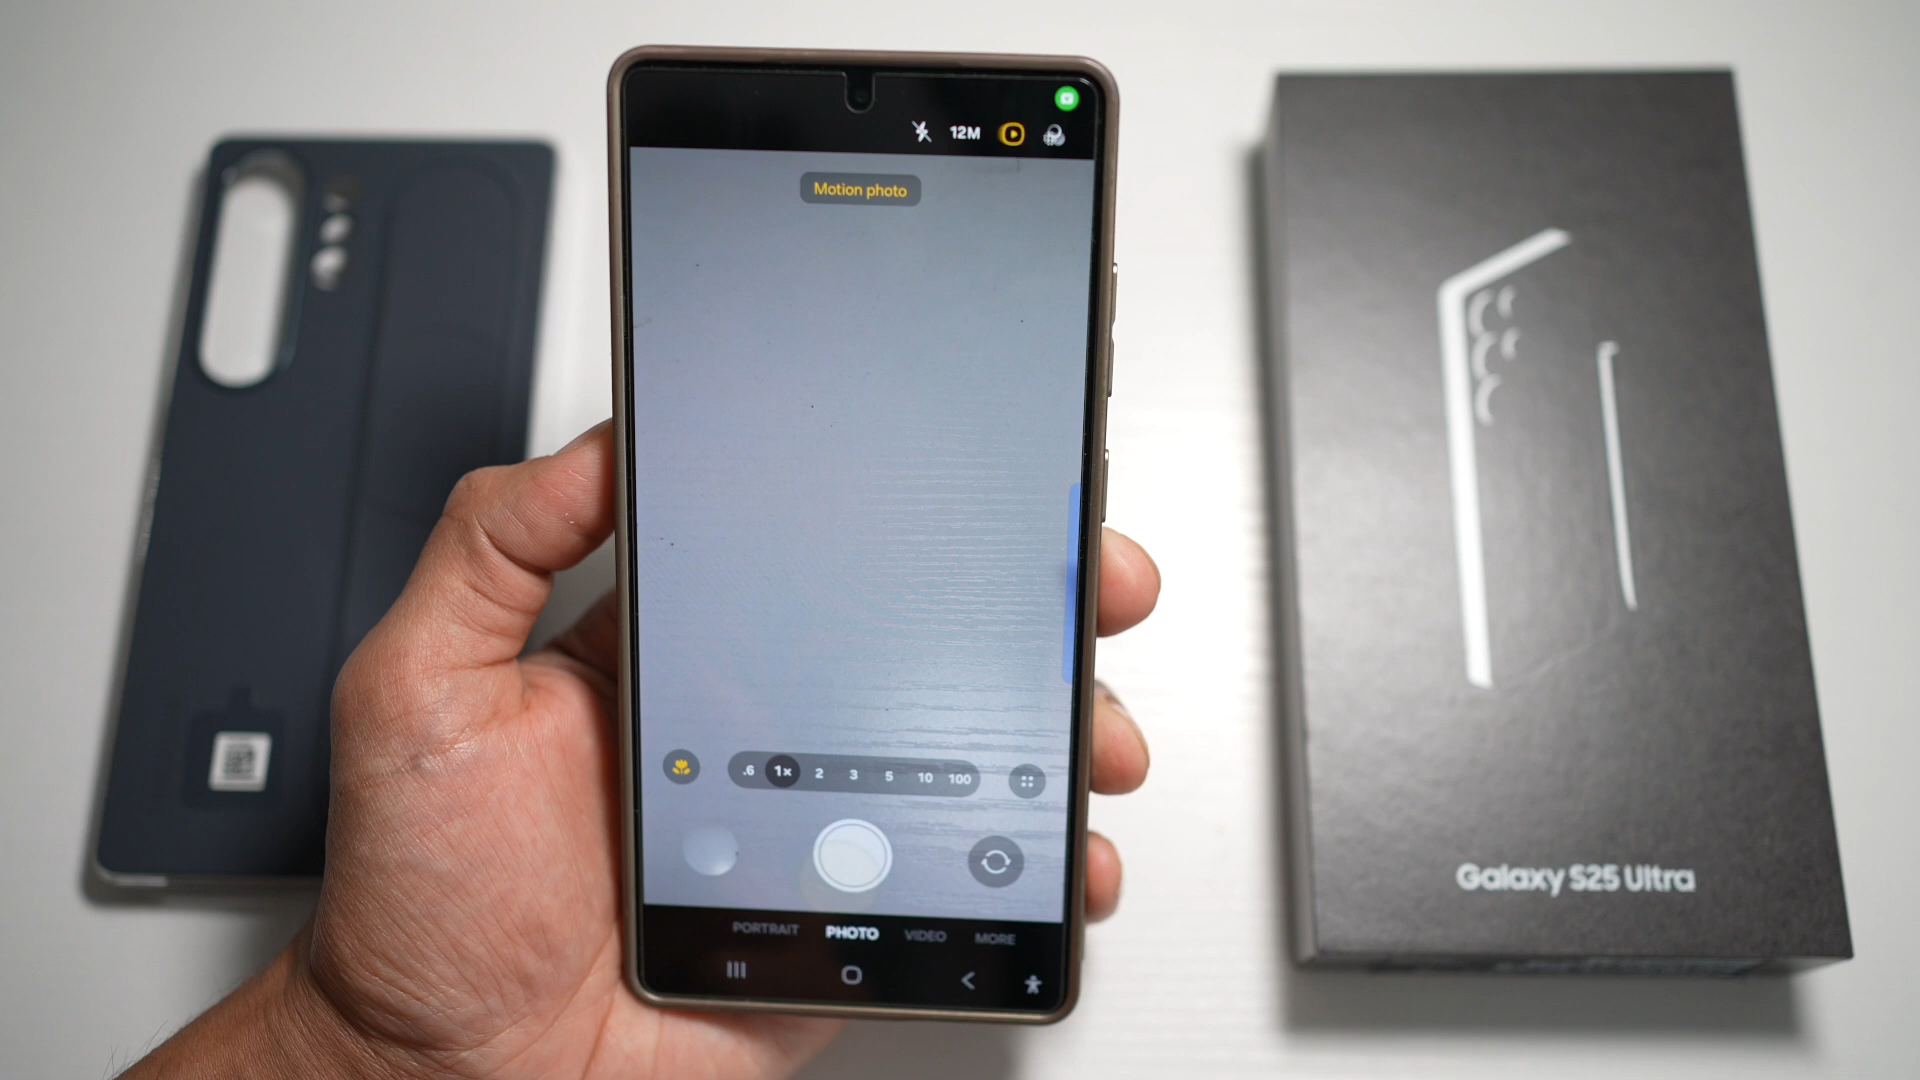 12M
Motion photo
.6 1x 2 3 5 10 100
PORTRAIT PHOTO VIDEO MORE
Galaxy S25 Ultra